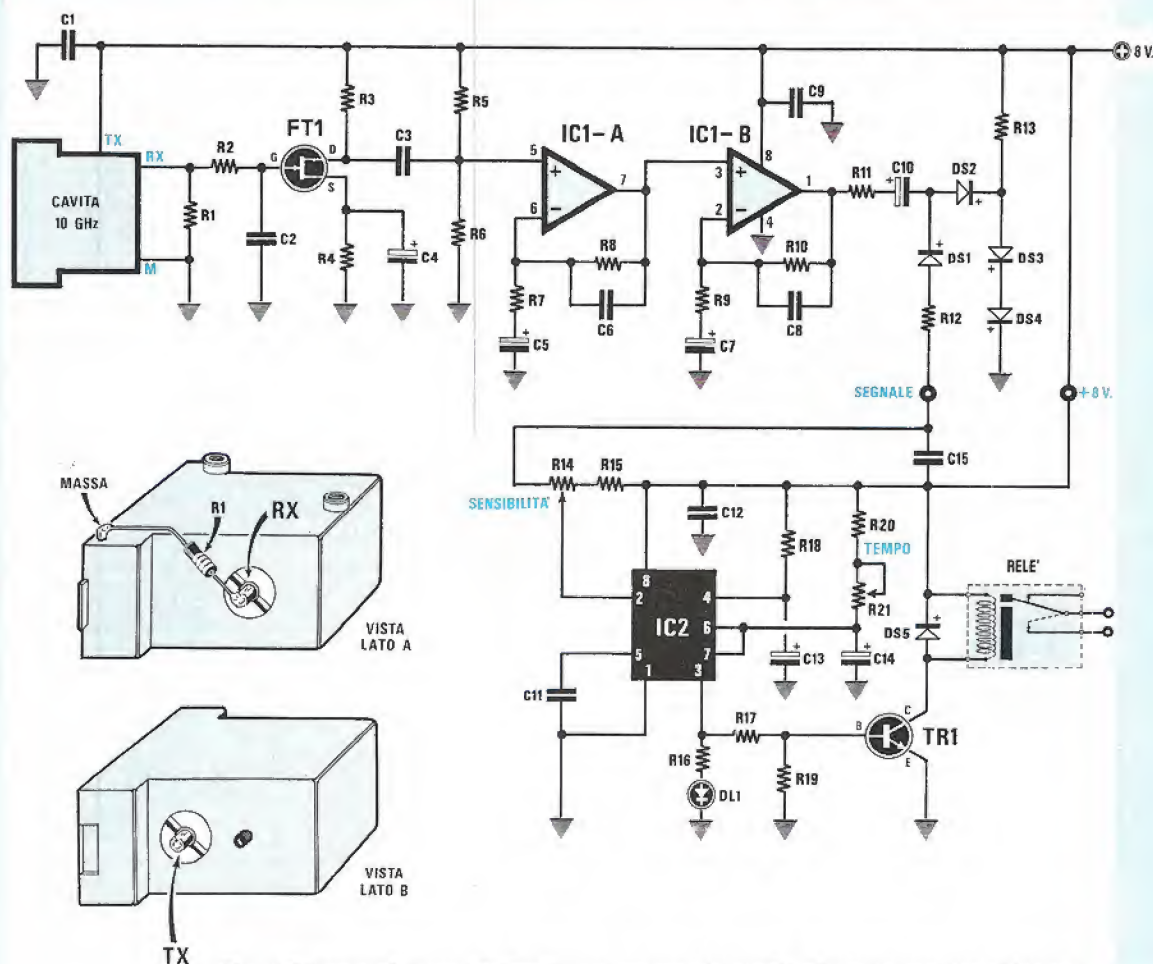 C1
8 V.
TX
RX
M
CAVITA
10 GHz
R1
R2
C2
FT1
G
D
S
R3
R4
C4
C3
R5
R6
IC1-A
5
6
7
+
-
R7
C5
R8
C6
IC1-B
3
2
8
1
4
+
-
C9
R9
C7
R10
C8
R11
C10
DS2
R13
DS1
DS3
R12
DS4
SEGNALE
+8 V.
C15
R14
R15
SENSIBILITA'
C12
R18
R20
TEMPO
R21
RELE'
DS5
IC2
8
2
5
1
4
6
7
3
C11
C13
C14
R16
R17
R19
DL1
B
C
E
TR1
MASSA
R1
RX
VISTA
LATO A
VISTA
LATO B
TX